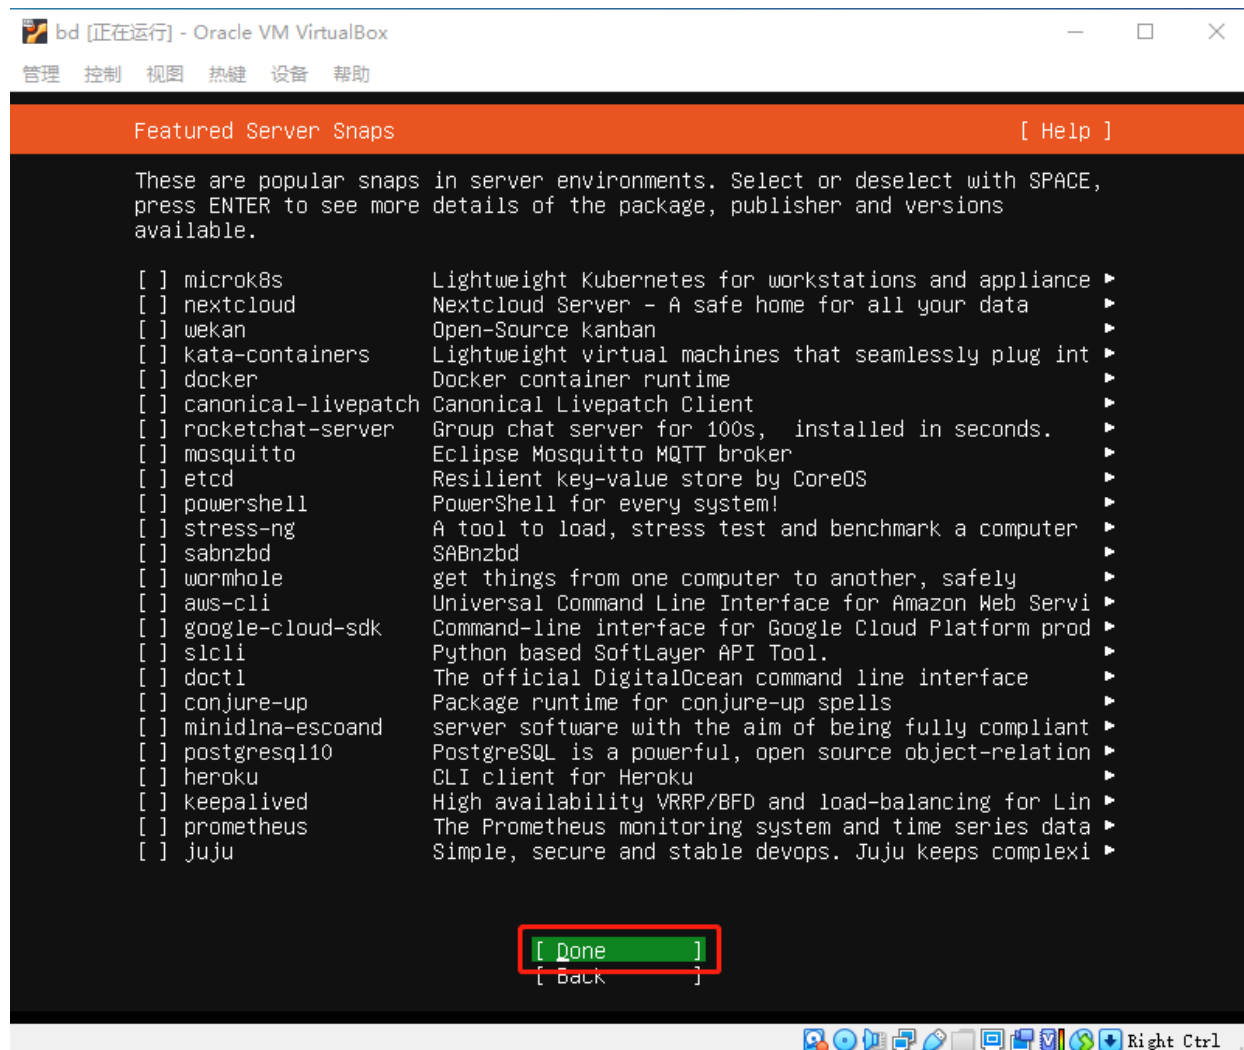 bd [正在运行] - Oracle VM VirtualBox
管理 控制 视图 热键 设备 帮助
Featured Server Snaps [ Help ]
These are popular snaps in server environments. Select or deselect with SPACE,
press ENTER to see more details of the package, publisher and versions
available.
[ ] microk8s Lightweight Kubernetes for workstations and appliance ▸
[ ] nextcloud Nextcloud Server – A safe home for all your data ▸
[ ] wekan Open-Source kanban ▸
[ ] kata-containers Lightweight virtual machines that seamlessly plug int ▸
[ ] docker Docker container runtime ▸
[ ] canonical-livepatch Canonical Livepatch Client ▸
[ ] rocketchat-server Group chat server for 100s, installed in seconds. ▸
[ ] mosquitto Eclipse Mosquitto MQTT broker ▸
[ ] etcd Resilient key-value store by CoreOS ▸
[ ] powershell PowerShell for every system! ▸
[ ] stress-ng A tool to load, stress test and benchmark a computer ▸
[ ] sabnzbd SABnzbd ▸
[ ] wormhole get things from one computer to another, safely ▸
[ ] aws-cli Universal Command Line Interface for Amazon Web Servi ▸
[ ] google-cloud-sdk Command-line interface for Google Cloud Platform prod ▸
[ ] slcli Python based SoftLayer API Tool. ▸
[ ] doctl The official DigitalOcean command line interface ▸
[ ] conjure-up Package runtime for conjure-up spells ▸
[ ] minidlna-escoand server software with the aim of being fully compliant ▸
[ ] postgresql10 PostgreSQL is a powerful, open source object-relation ▸
[ ] heroku CLI client for Heroku ▸
[ ] keepalived High availability VRRP/BFD and load-balancing for Lin ▸
[ ] prometheus The Prometheus monitoring system and time series data ▸
[ ] juju Simple, secure and stable devops. Juju keeps complexi ▸
[ Done ]
[ Back ]
Right Ctrl